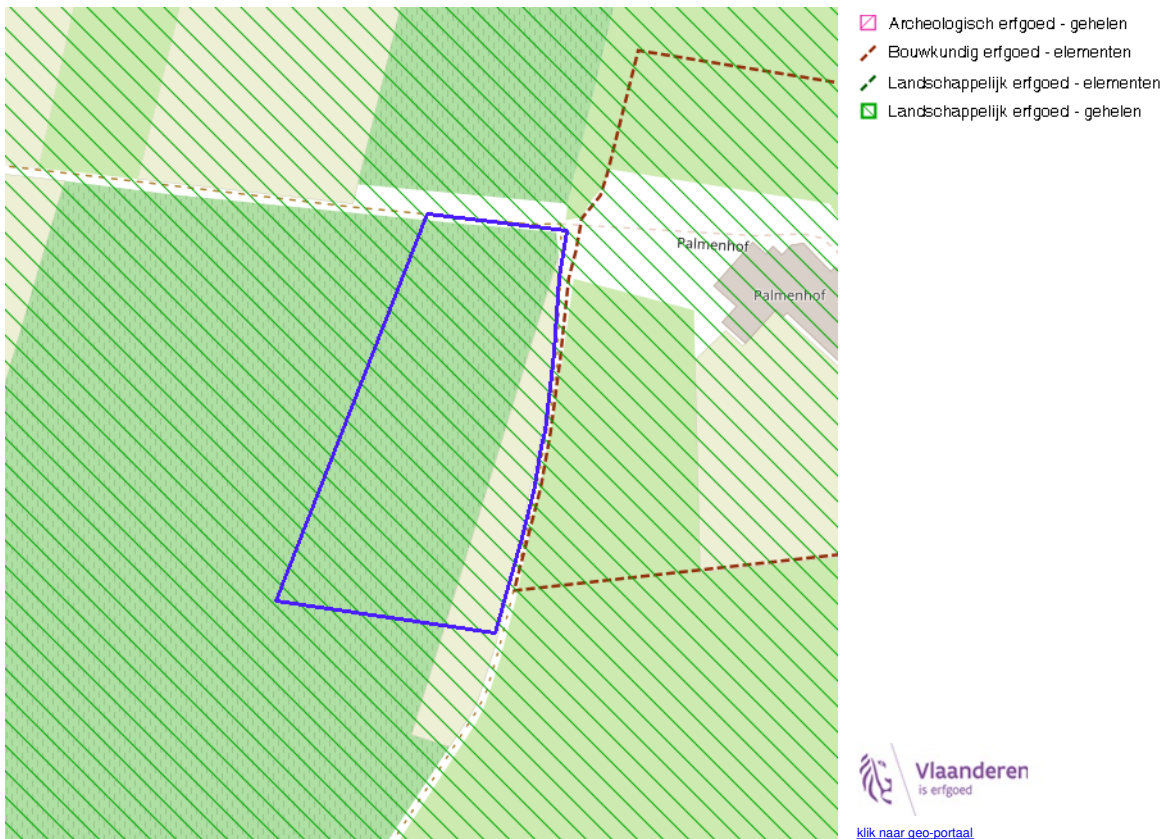 Archeologisch erfgoed - gehelen
Bouwkundig erfgoed - elementen
Landschappelijk erfgoed - elementen
Landschappelijk erfgoed - gehelen
Palmenhof
Palmenhof
Vlaanderen
is erfgoed
klik naar geo-portaal